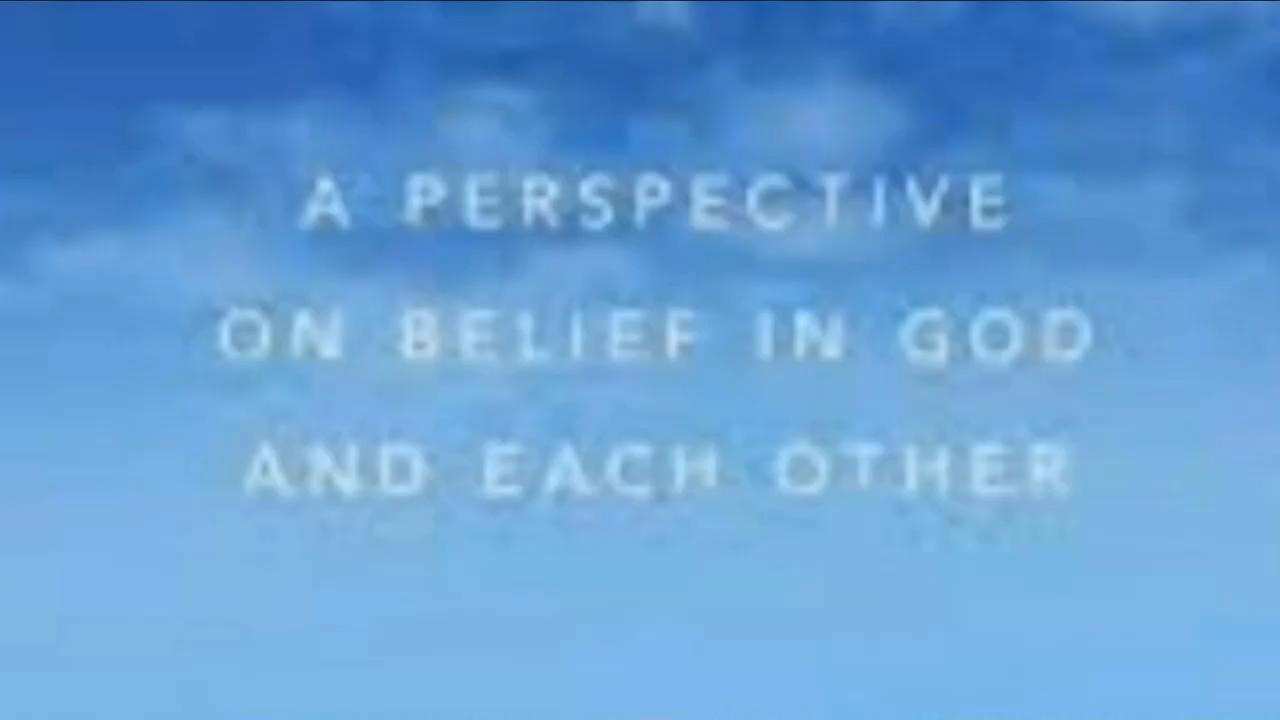 A PERSPECTIVE
ON BELIEF IN GOD
AND EACH OTHER